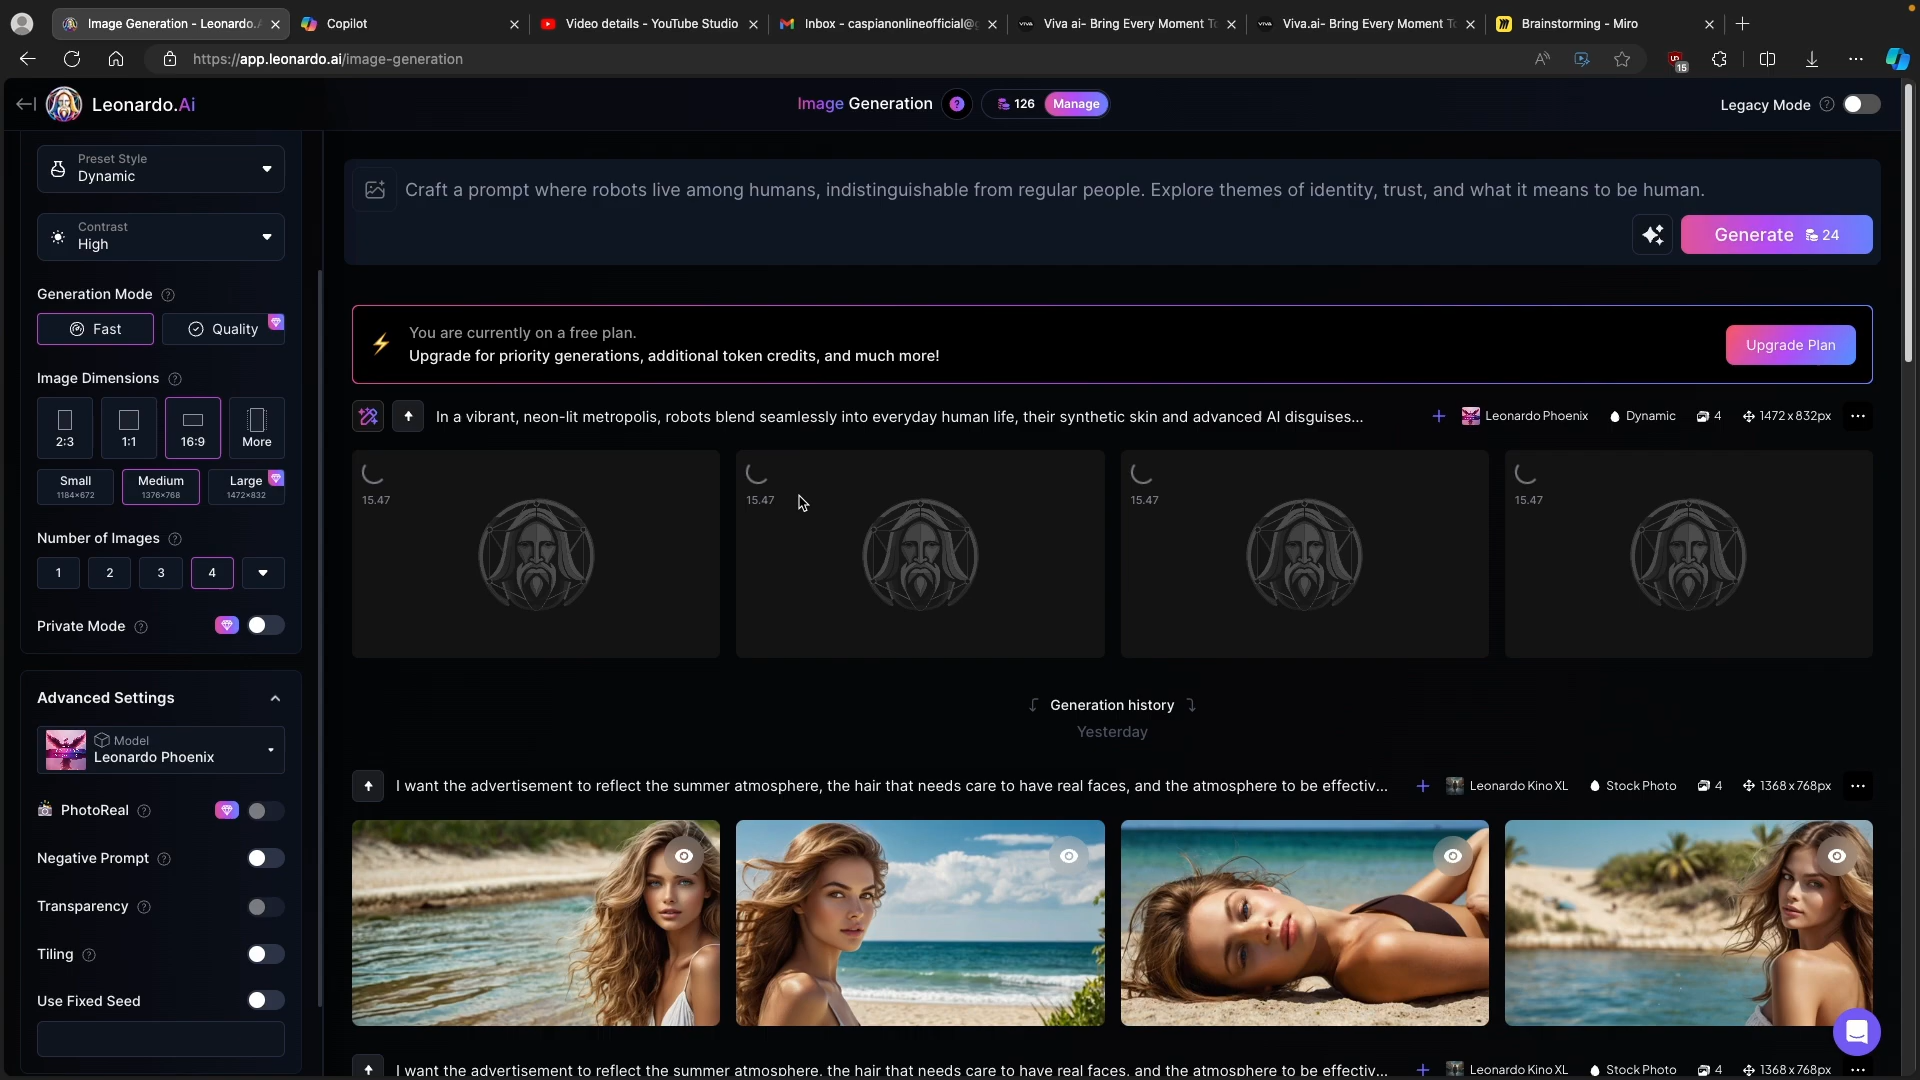 Image Generation - Leonardo.A
Copilot
Video details - YouTube Studio
Inbox - caspianonlineofficial@g
Viva ai- Bring Every Moment To
Viva.ai- Bring Every Moment To
Brainstorming - Miro
https://app.leonardo.ai/image-generation
15
Leonardo.Ai
Image Generation
?
126
Manage
Legacy Mode ?
Preset Style
Dynamic
Contrast
High
Generation Mode ?
Fast
Quality
Image Dimensions ?
2:3
1:1
16:9
More
Small
1184×672
Medium
1376×768
Large
1472×832
Number of Images ?
1
2
3
4
Private Mode ?
Advanced Settings
Model
Leonardo Phoenix
PhotoReal ?
Negative Prompt ?
Transparency ?
Tiling ?
Use Fixed Seed
Craft a prompt where robots live among humans, indistinguishable from regular people. Explore themes of identity, trust, and what it means to be human.
Generate 24
You are currently on a free plan.
Upgrade for priority generations, additional token credits, and much more!
Upgrade Plan
In a vibrant, neon-lit metropolis, robots blend seamlessly into everyday human life, their synthetic skin and advanced AI disguises...
Leonardo Phoenix
Dynamic
4
1472 x 832px
15.47
15.47
15.47
15.47
Generation history
Yesterday
I want the advertisement to reflect the summer atmosphere, the hair that needs care to have real faces, and the atmosphere to be effectiv...
Leonardo Kino XL
Stock Photo
4
1368 x 768px
I want the advertisement to reflect the summer atmosphere, the hair that needs care to have real faces, and the atmosphere to be effectiv...
Leonardo Kino XL
Stock Photo
4
1368 x 768px